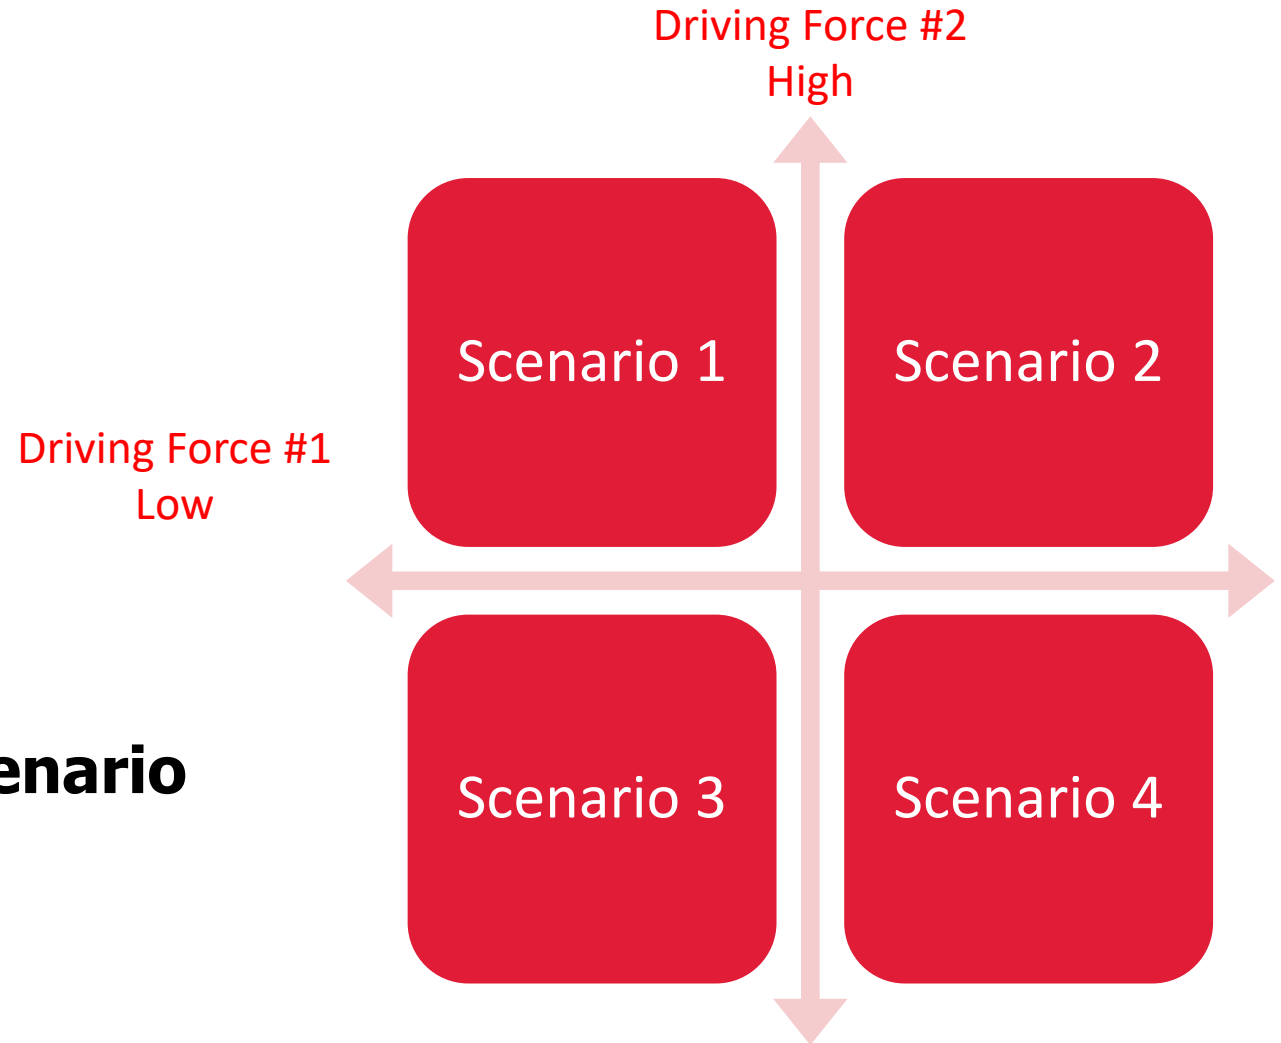 Driving Force #2
High
Scenario 1
Scenario 2
Driving Force #1
Low
enario
Scenario 3
Scenario 4